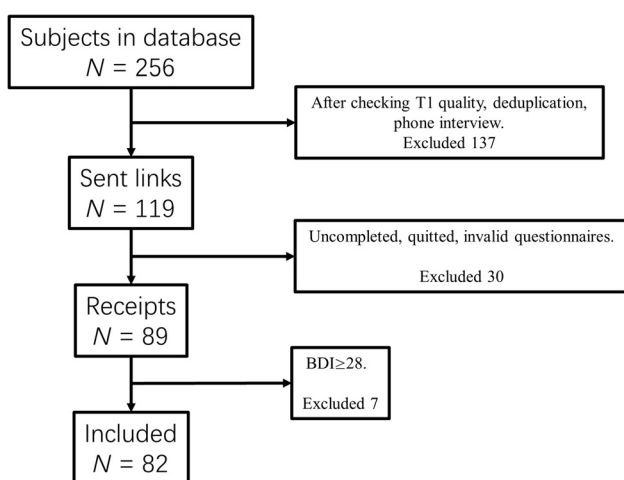 Subjects in database
N = 256
After checking T1 quality, deduplication,
phone interview.
Excluded 137
Sent links
N = 119
Uncompleted, quitted, invalid questionnaires.
Excluded 30
Receipts
N = 89
BDI≥28.
Excluded 7
Included
N = 82